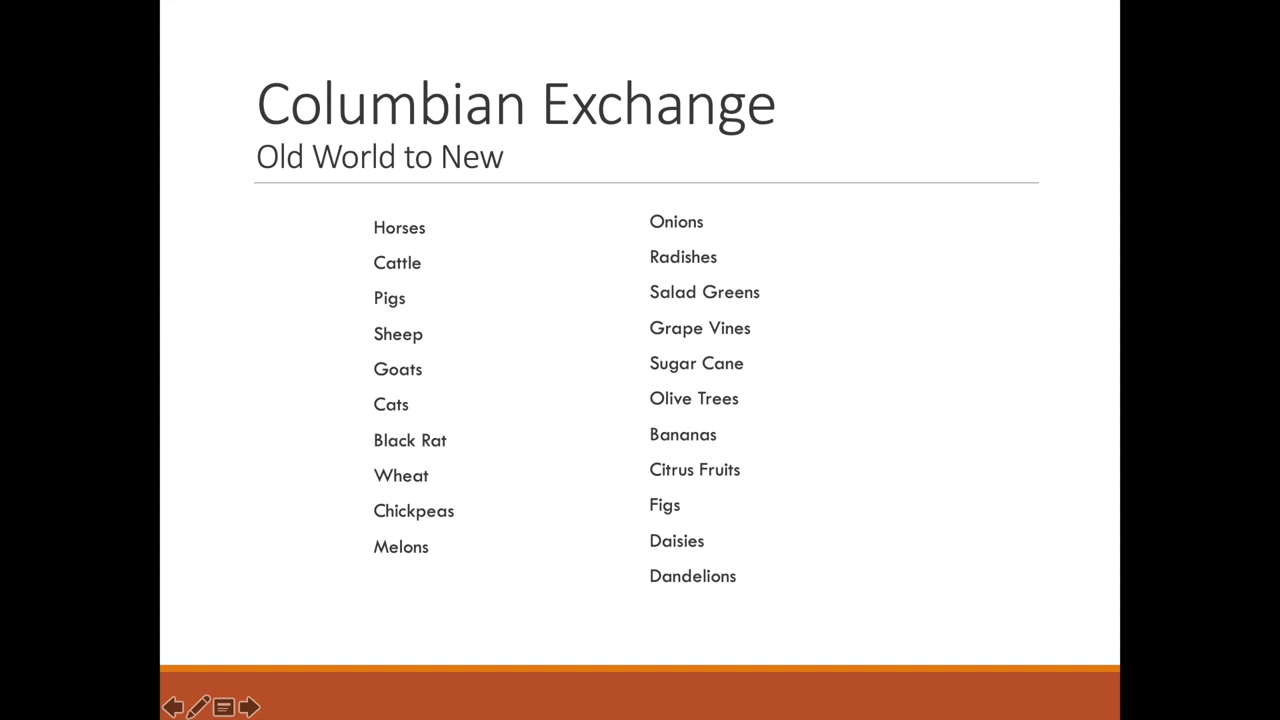 Columbian Exchange
Old World to New
Horses
Cattle
Pigs
Sheep
Goats
Cats
Black Rat
Wheat
Chickpeas
Melons
Onions
Radishes
Salad Greens
Grape Vines
Sugar Cane
Olive Trees
Bananas
Citrus Fruits
Figs
Daisies
Dandelions